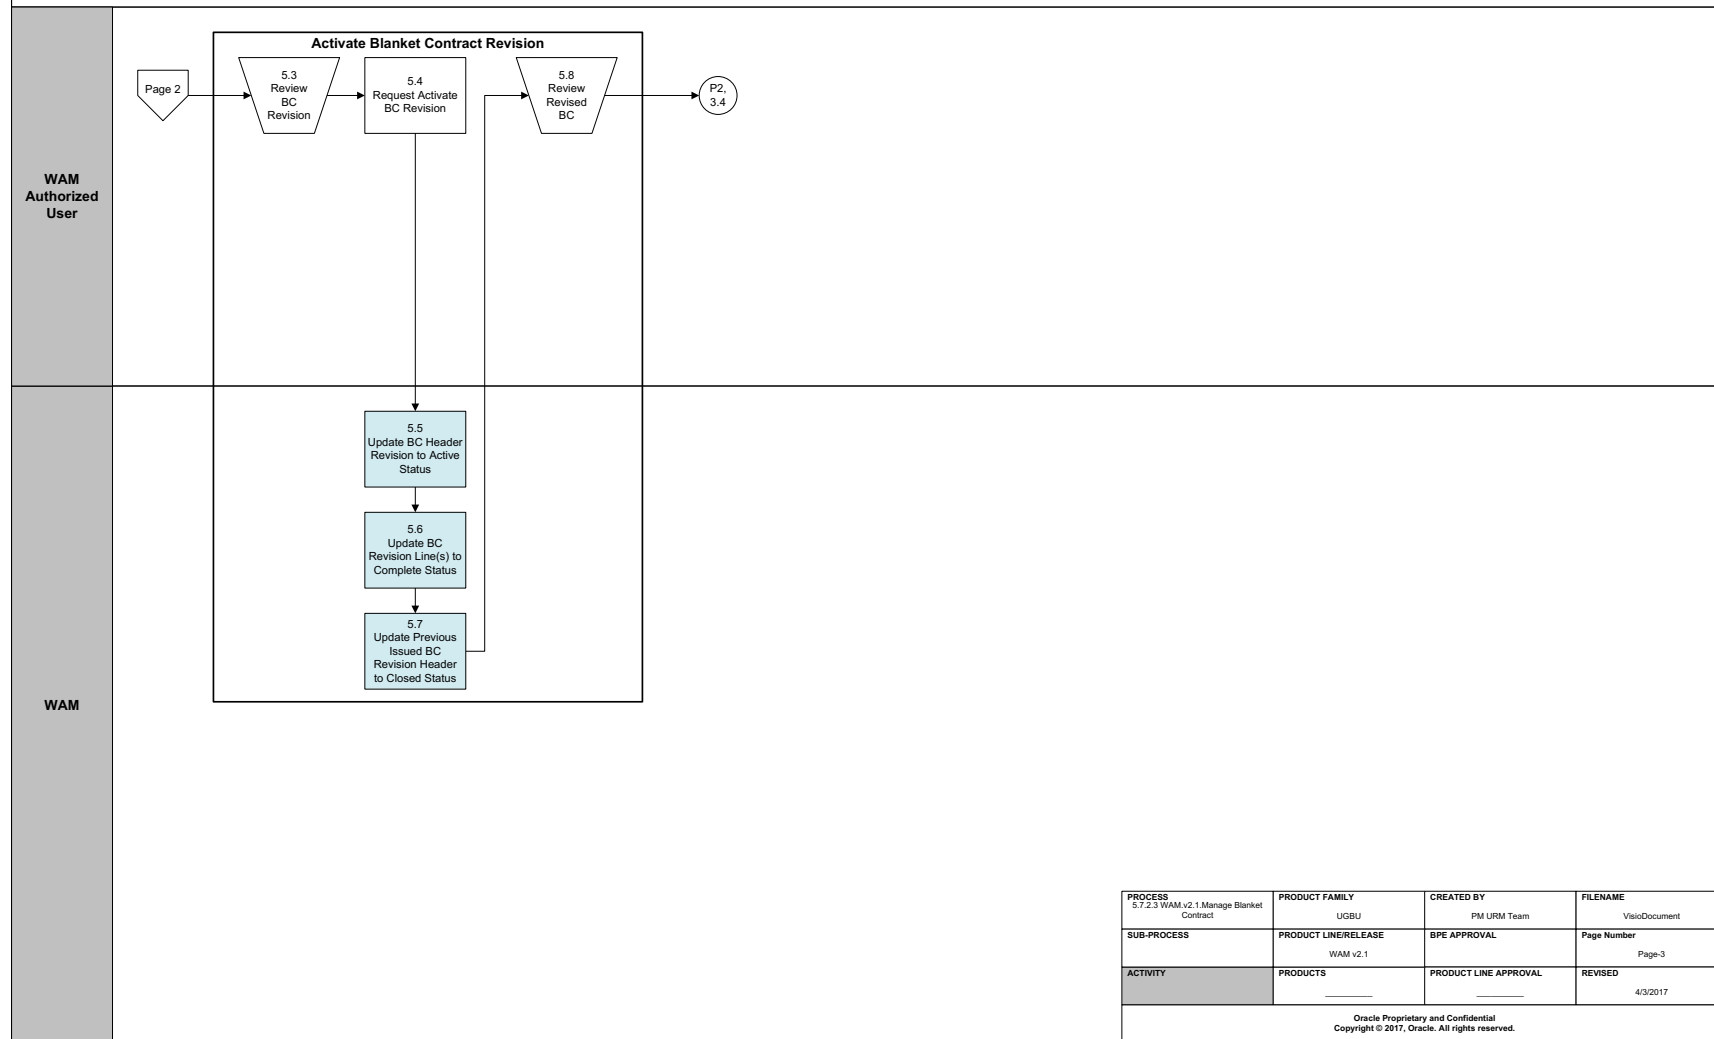 Activate Blanket Contract Revision
WAM
Authorized
User
Page 2
5.3
Review
BC
Revision
5.4
Request Activate
BC Revision
5.8
Review
Revised
BC
P2,
3.4
WAM
5.5
Update BC Header
Revision to Active
Status
5.6
Update BC
Revision Line(s) to
Complete Status
5.7
Update Previous
Issued BC
Revision Header
to Closed Status
PROCESS
5.7.2.3 WAM.v2.1.Manage Blanket
Contract
PRODUCT FAMILY
UGBU
CREATED BY
PM URM Team
FILENAME
VisioDocument
SUB-PROCESS
PRODUCT LINE/RELEASE
WAM v2.1
BPE APPROVAL
Page Number
Page-3
ACTIVITY
PRODUCTS
PRODUCT LINE APPROVAL
REVISED
4/3/2017
Oracle Proprietary and Confidential
Copyright © 2017, Oracle. All rights reserved.